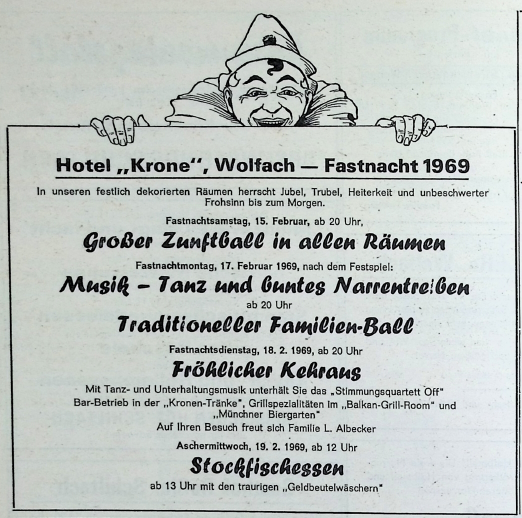 Hotel „Krone", Wolfach — Fastnacht 1969
In unseren festlich dekorierten Räumen herrscht Jubel, Trubel, Heiterkeit und unbeschwerter
Frohsinn bis zum Morgen.
Fastnachtsamstag, 15. Februar, ab 20 Uhr,
Großer Zunftball in allen Räumen
Fastnachtmontag, 17. Februar 1969, nach dem Festspiel:
Musik – Tanz und buntes Narrentreiben
ab 20 Uhr
Traditioneller Familien-Ball
Fastnachtsdienstag, 18. 2. 1969, ab 20 Uhr
Fröhlicher Kehraus
Mit Tanz- und Unterhaltungsmusik unterhält Sie das „Stimmungsquartett Off"
Bar-Betrieb in der „Kronen-Tränke", Grillspezialitäten im „Balkan-Grill-Room" und
„Münchner Biergarten"
Auf Ihren Besuch freut sich Familie L. Albecker
Aschermittwoch, 19. 2. 1969, ab 12 Uhr
Stockfischessen
ab 13 Uhr mit den traurigen „Geldbeutelwäschern"